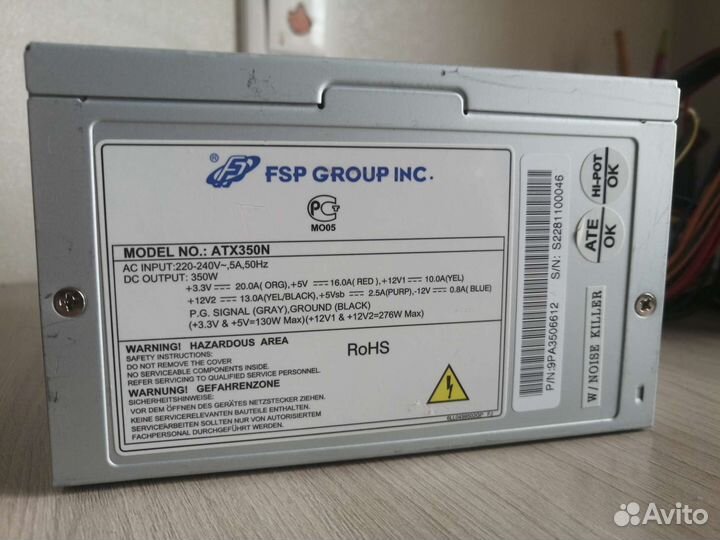 FSP GROUP INC.
MO05
MODEL NO.: ATX350N
AC INPUT:220-240V~,5A,50Hz
DC OUTPUT: 350W
+3.3V ⎓ 20.0A( ORG),+5V ⎓ 16.0A( RED ),+12V1 ⎓ 10.0A(YEL)
+12V2 ⎓ 13.0A(YEL/BLACK),+5Vsb ⎓ 2.5A(PURP),-12V ⎓ 0.8A( BLUE)
P.G. SIGNAL (GRAY),GROUND (BLACK)
(+3.3V & +5V=130W Max)(+12V1 & +12V2=276W Max)
WARNING! HAZARDOUS AREA
SAFETY INSTRUCTIONS:
DO NOT REMOVE THE COVER
NO SERVICEABLE COMPONENTS INSIDE.
REFER SERVICING TO QUALIFIED SERVICE PERSONNEL.
WARNUNG! GEFAHRENZONE
SICHERHEITSHINWEISE:
VOR DEM ÖFFNEN DES GERÄTES NETZSTECKER ZIEHEN.
KEINE SERVICERELEVANTEN BAUTEILE ENTHALTEN.
SERVICEARBEITEN SOLLTEN NUR VON AUTORISIERTEM
FACHPERSONAL DURCHGEFÜHRT WERDEN.
RoHS
P/N:9PA3506612
S/N: S2281100046
HI-POT
OK
ATE
OK
W/NOISE KILLER
Avito